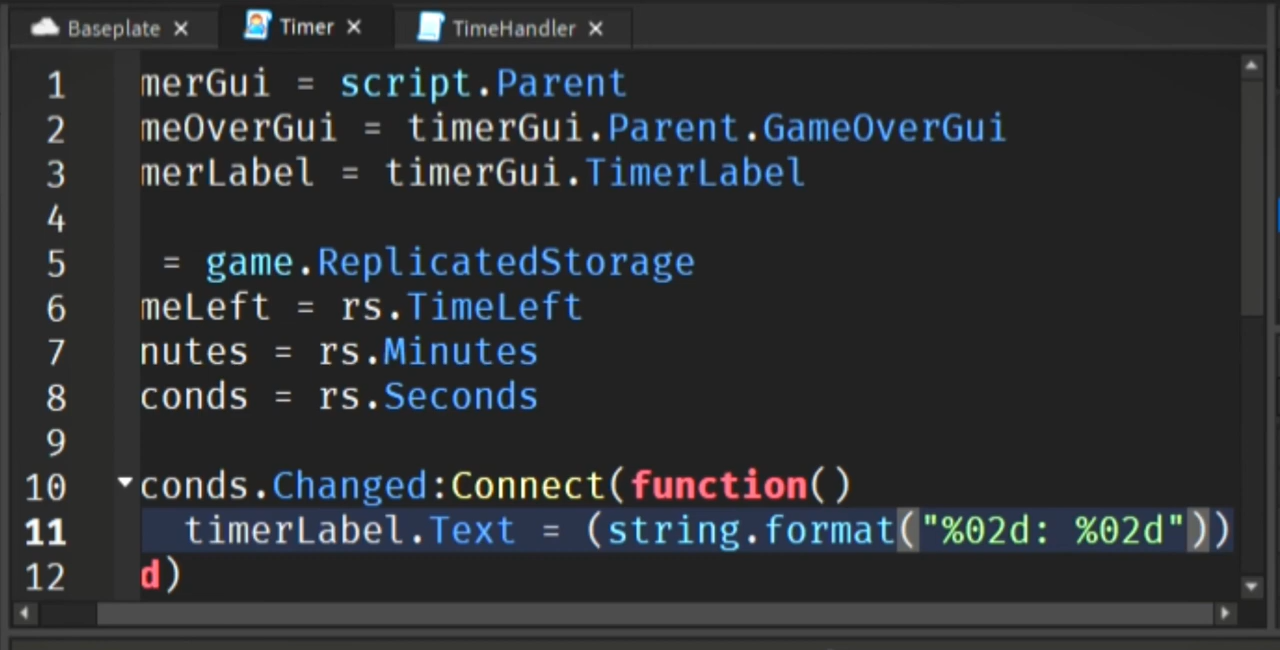 Baseplate × Timer × TimeHandler ×
1 merGui = script.Parent
2 meOverGui = timerGui.Parent.GameOverGui
3 merLabel = timerGui.TimerLabel
4
5 = game.ReplicatedStorage
6 meLeft = rs.TimeLeft
7 nutes = rs.Minutes
8 conds = rs.Seconds
9
10 conds.Changed:Connect(function()
11 timerLabel.Text = (string.format("%02d: %02d"))
12 d)